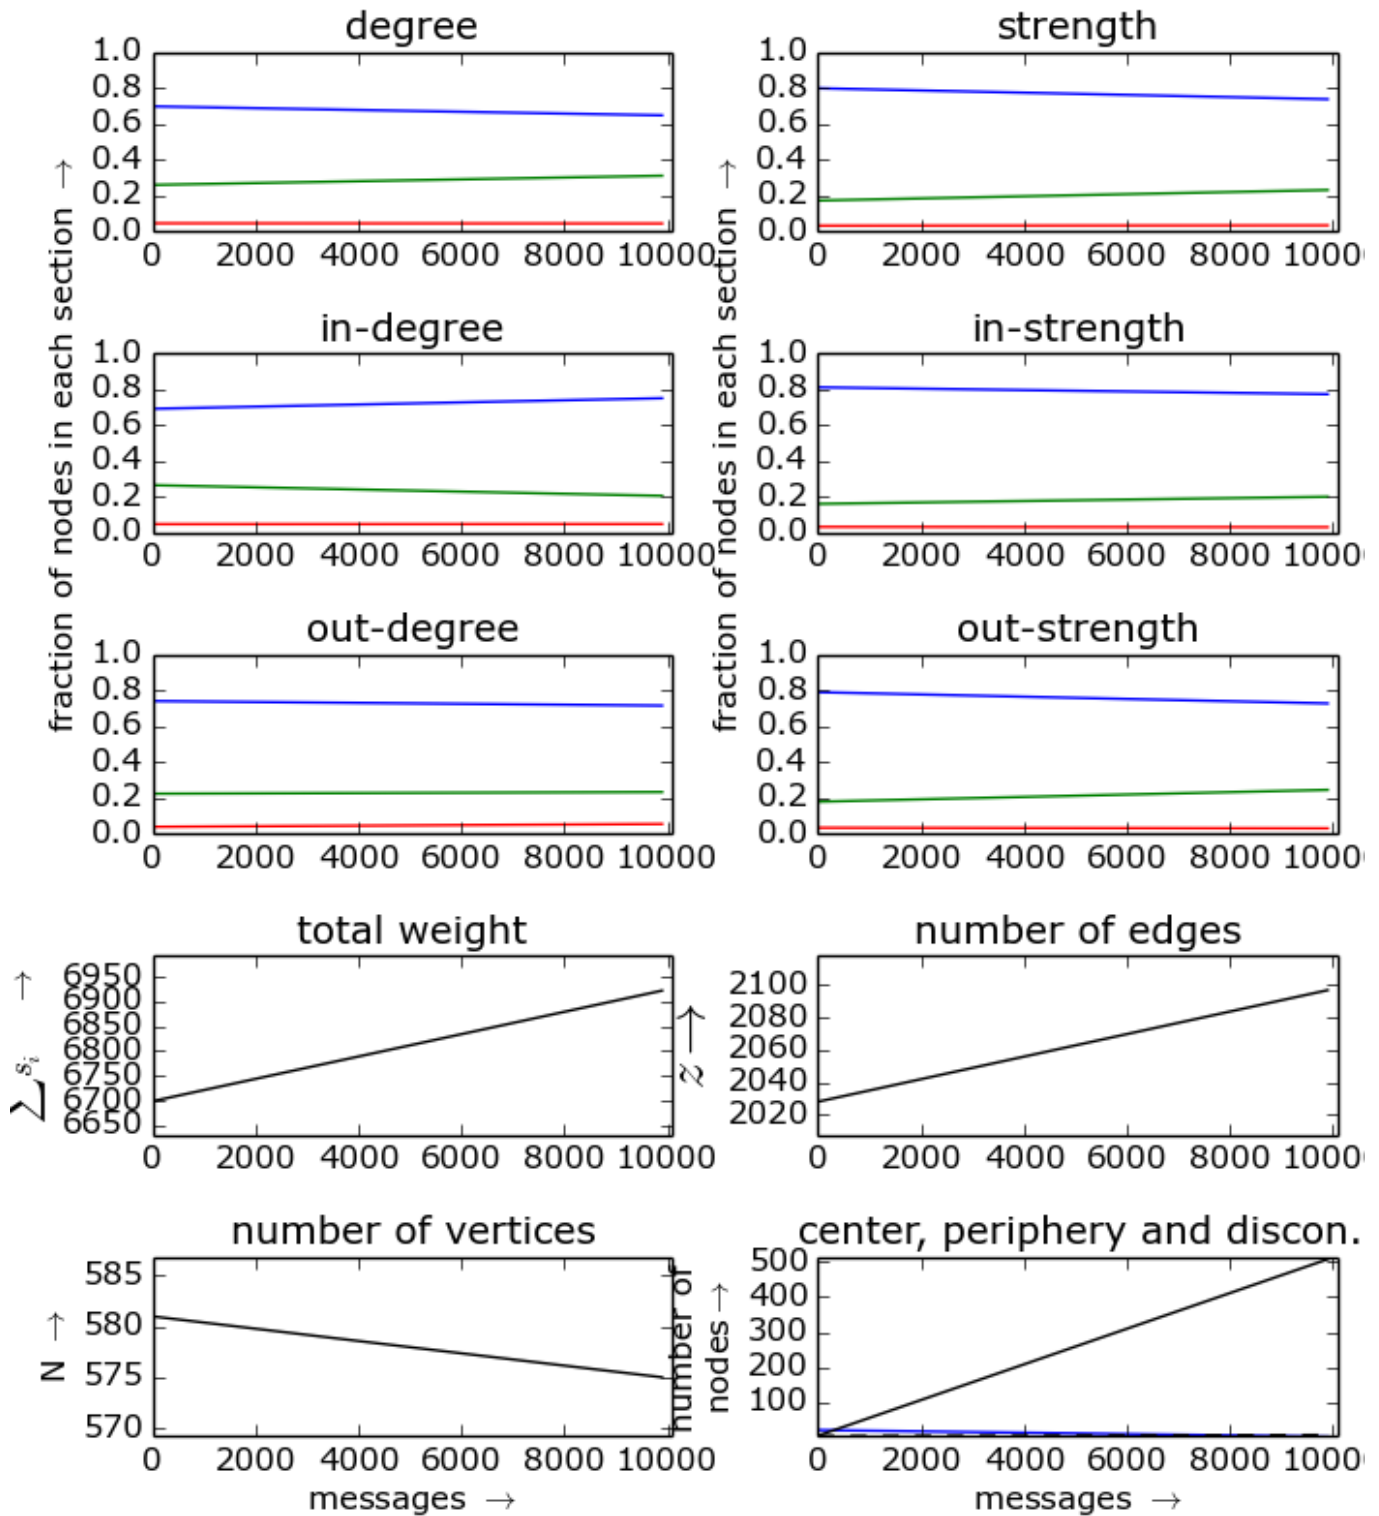 degree
strength
1.0
0.8
0.6
0.4
0.2
0.0
0 2000 4000 6000 8000 10000
1.0
0.8
0.6
0.4
0.2
0.0
0 2000 4000 6000 8000 1000
in-degree
in-strength
1.0
0.8
0.6
0.4
0.2
0.0
0 2000 4000 6000 8000 10000
1.0
0.8
0.6
0.4
0.2
0.0
0 2000 4000 6000 8000 1000
out-degree
out-strength
1.0
0.8
0.6
0.4
0.2
0.0
0 2000 4000 6000 8000 10000
1.0
0.8
0.6
0.4
0.2
0.0
0 2000 4000 6000 8000 1000
fraction of nodes in each section →
fraction of nodes in each section →
total weight
number of edges
∑ s_i →
6950
6900
6850
6800
6750
6700
6650
0 2000 4000 6000 8000 10000
z →
2100
2080
2060
2040
2020
0 2000 4000 6000 8000 1000
number of vertices
center, periphery and discon.
N →
585
580
575
570
0 2000 4000 6000 8000 10000
messages →
number of
nodes →
500
400
300
200
100
0 2000 4000 6000 8000 1000
messages →